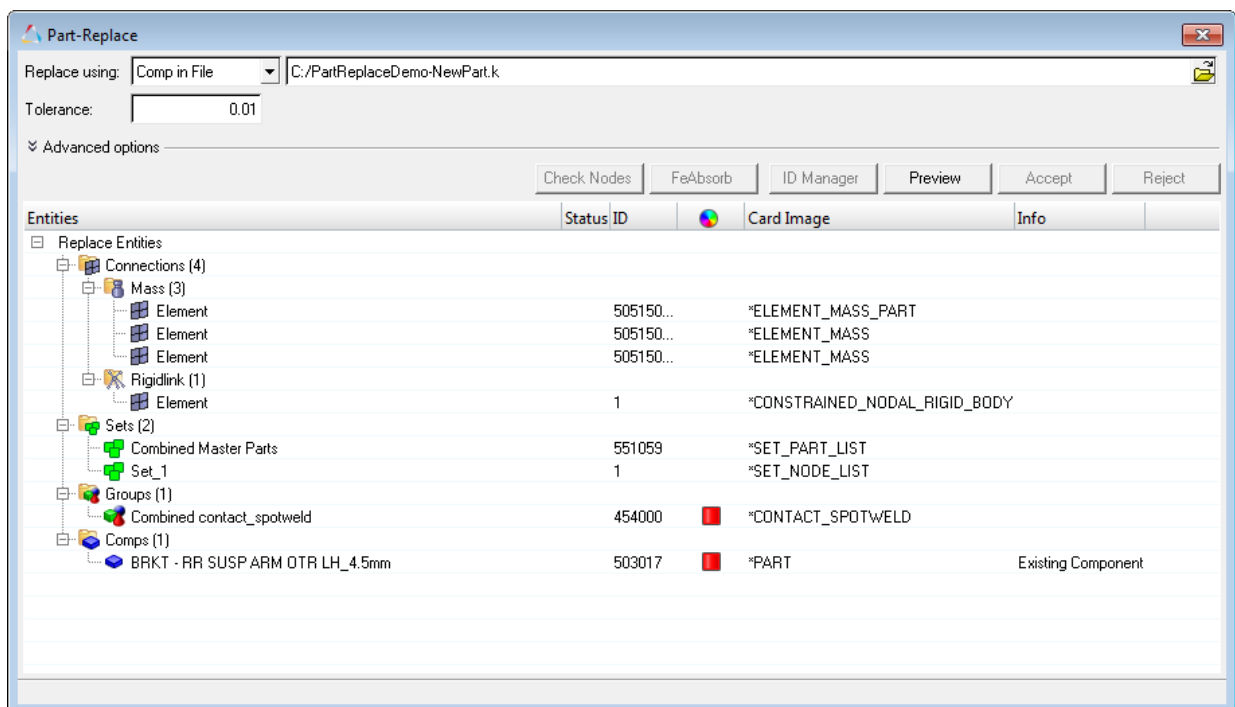 Part-Replace
Replace using: Comp in File C:/PartReplaceDemo-NewPart.k
Tolerance: 0.01
Advanced options
Check Nodes FeAbsorb ID Manager Preview Accept Reject
Entities Status ID Card Image Info
Replace Entities
Connections (4)
Mass (3)
Element 505150... *ELEMENT_MASS_PART
Element 505150... *ELEMENT_MASS
Element 505150... *ELEMENT_MASS
Rigidlink (1)
Element 1 *CONSTRAINED_NODAL_RIGID_BODY
Sets (2)
Combined Master Parts 551059 *SET_PART_LIST
Set_1 1 *SET_NODE_LIST
Groups (1)
Combined contact_spotweld 454000 *CONTACT_SPOTWELD
Comps (1)
BRKT - RR SUSP ARM OTR LH_4.5mm 503017 *PART Existing Component